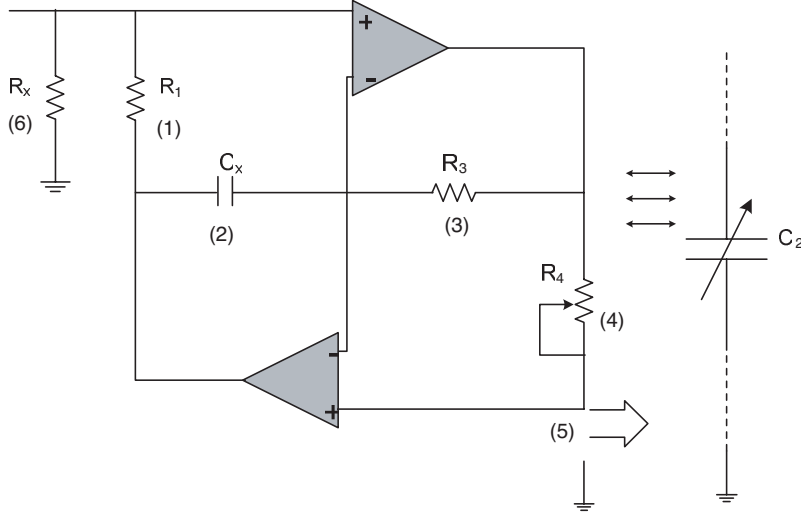 +
-
Rx
(6)
R1
(1)
Cx
(2)
R3
(3)
R4
(4)
C2
-
+
(5)